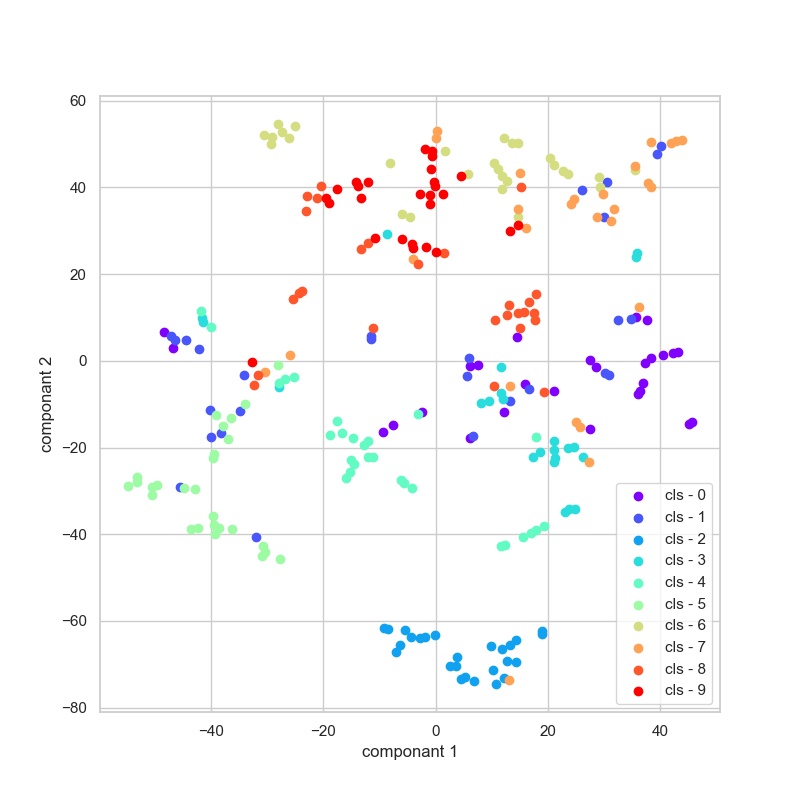 60
40
20
0
−20
−40
−60
−80
componant 2
cls - 0
cls - 1
cls - 2
cls - 3
cls - 4
cls - 5
cls - 6
cls - 7
cls - 8
cls - 9
−40 −20 0 20 40
componant 1